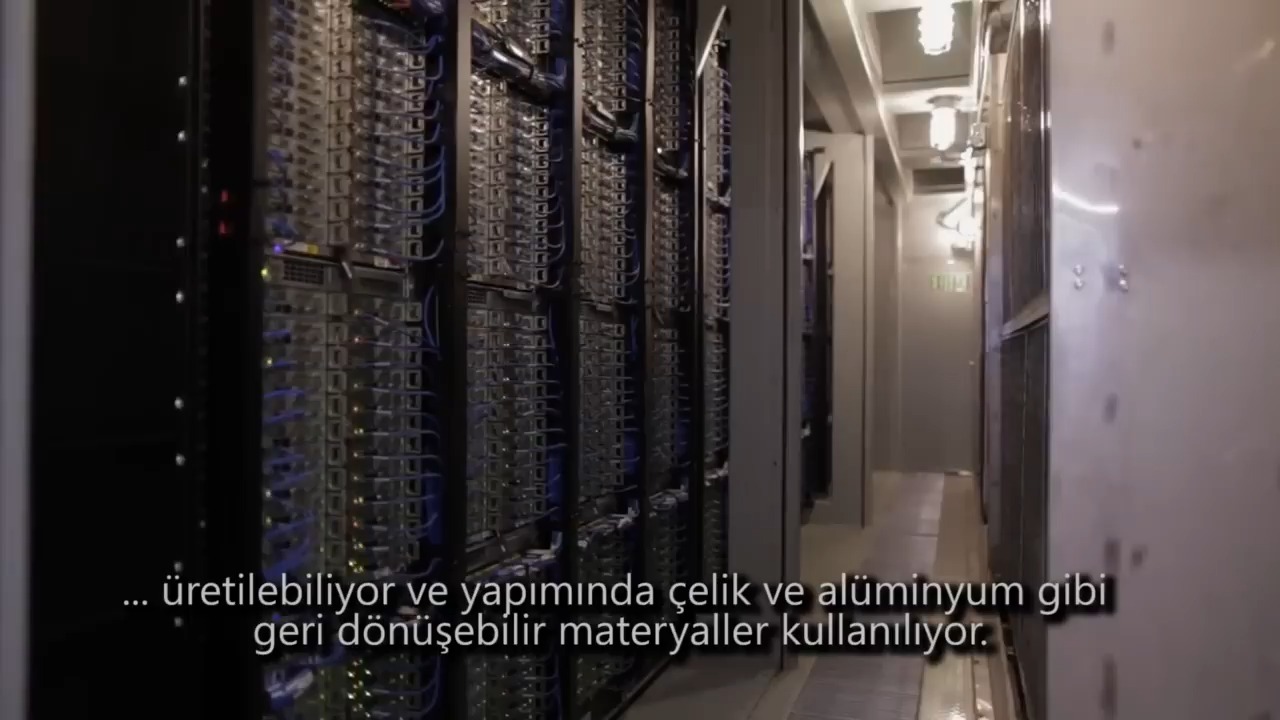 ... üretilebiliyor ve yapımında çelik ve alüminyum gibi
geri dönüşebilir materyaller kullanılıyor.